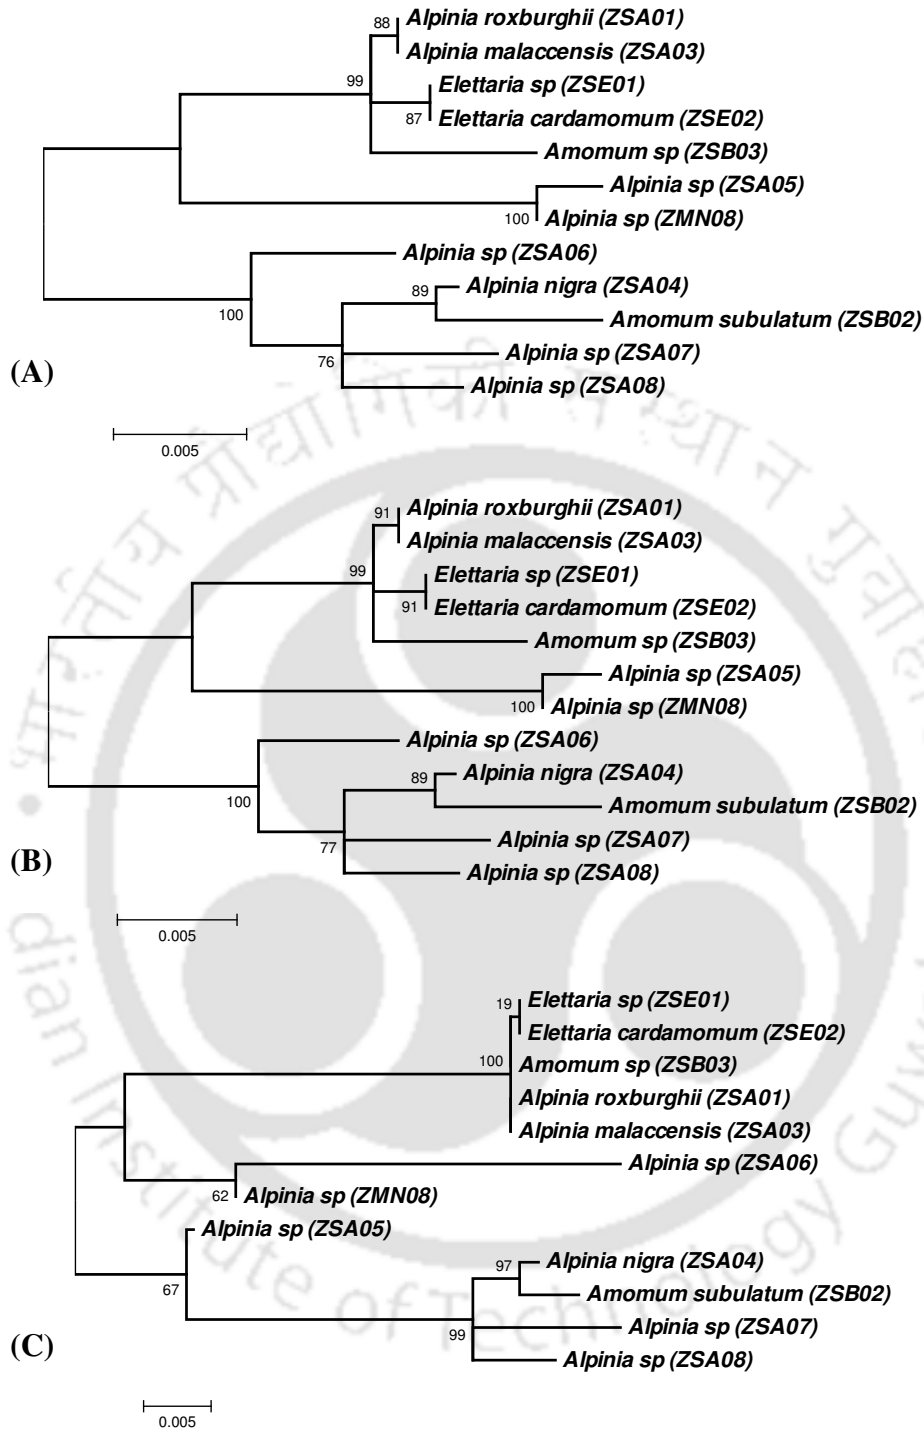 88
Alpinia roxburghii (ZSA01)
Alpinia malaccensis (ZSA03)
99
Elettaria sp (ZSE01)
87
Elettaria cardamomum (ZSE02)
Amomum sp (ZSB03)
Alpinia sp (ZSA05)
100
Alpinia sp (ZMN08)
Alpinia sp (ZSA06)
100
89
Alpinia nigra (ZSA04)
Amomum subulatum (ZSB02)
76
Alpinia sp (ZSA07)
Alpinia sp (ZSA08)
(A)
0.005
91
Alpinia roxburghii (ZSA01)
Alpinia malaccensis (ZSA03)
99
Elettaria sp (ZSE01)
91
Elettaria cardamomum (ZSE02)
Amomum sp (ZSB03)
Alpinia sp (ZSA05)
100
Alpinia sp (ZMN08)
Alpinia sp (ZSA06)
100
89
Alpinia nigra (ZSA04)
Amomum subulatum (ZSB02)
77
Alpinia sp (ZSA07)
Alpinia sp (ZSA08)
(B)
0.005
19
Elettaria sp (ZSE01)
Elettaria cardamomum (ZSE02)
100
Amomum sp (ZSB03)
Alpinia roxburghii (ZSA01)
Alpinia malaccensis (ZSA03)
Alpinia sp (ZSA06)
62
Alpinia sp (ZMN08)
Alpinia sp (ZSA05)
67
97
Alpinia nigra (ZSA04)
Amomum subulatum (ZSB02)
99
Alpinia sp (ZSA07)
Alpinia sp (ZSA08)
(C)
0.005
dian Institute of Technology Guw